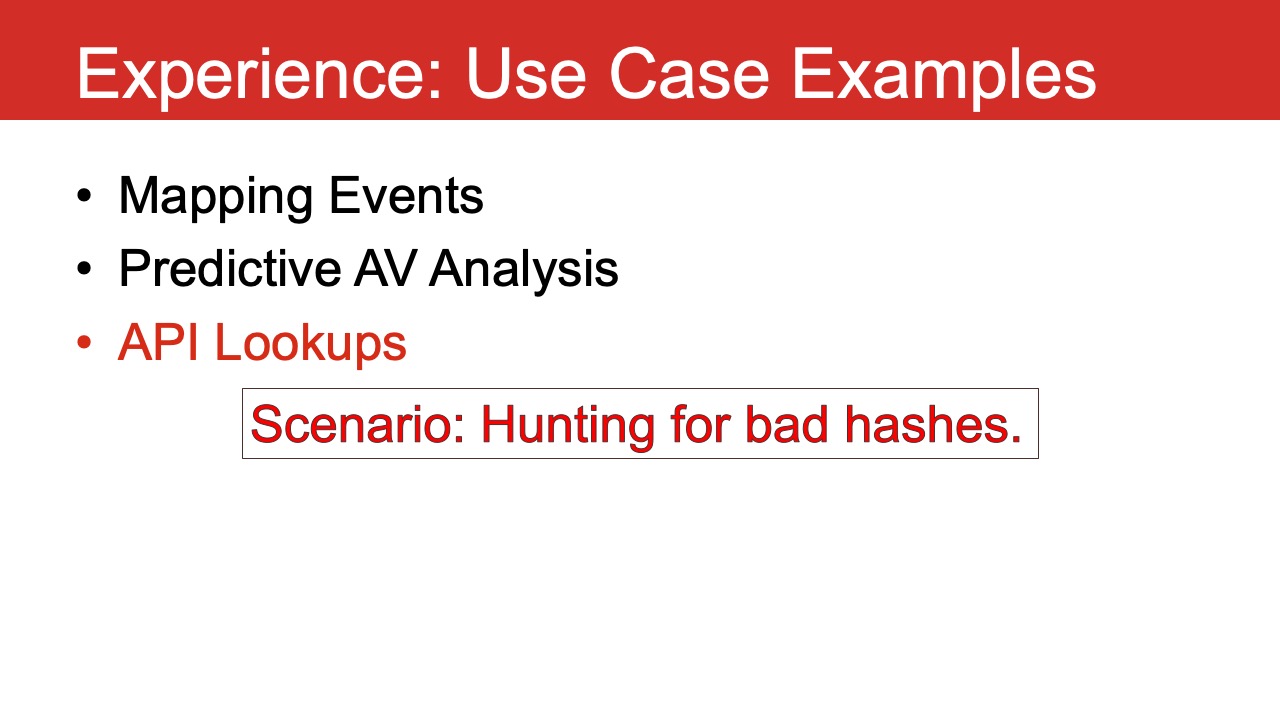 Experience: Use Case Examples
• Mapping Events
• Predictive AV Analysis
• API Lookups
Scenario: Hunting for bad hashes.